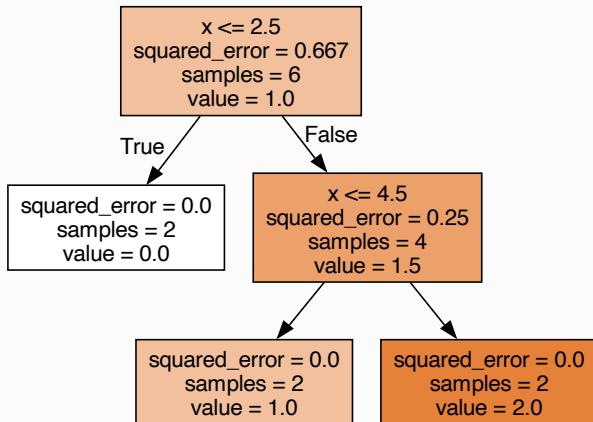 x <= 2.5
squared_error = 0.667
samples = 6
value = 1.0
True
False
squared_error = 0.0
samples = 2
value = 0.0
x <= 4.5
squared_error = 0.25
samples = 4
value = 1.5
squared_error = 0.0
samples = 2
value = 1.0
squared_error = 0.0
samples = 2
value = 2.0